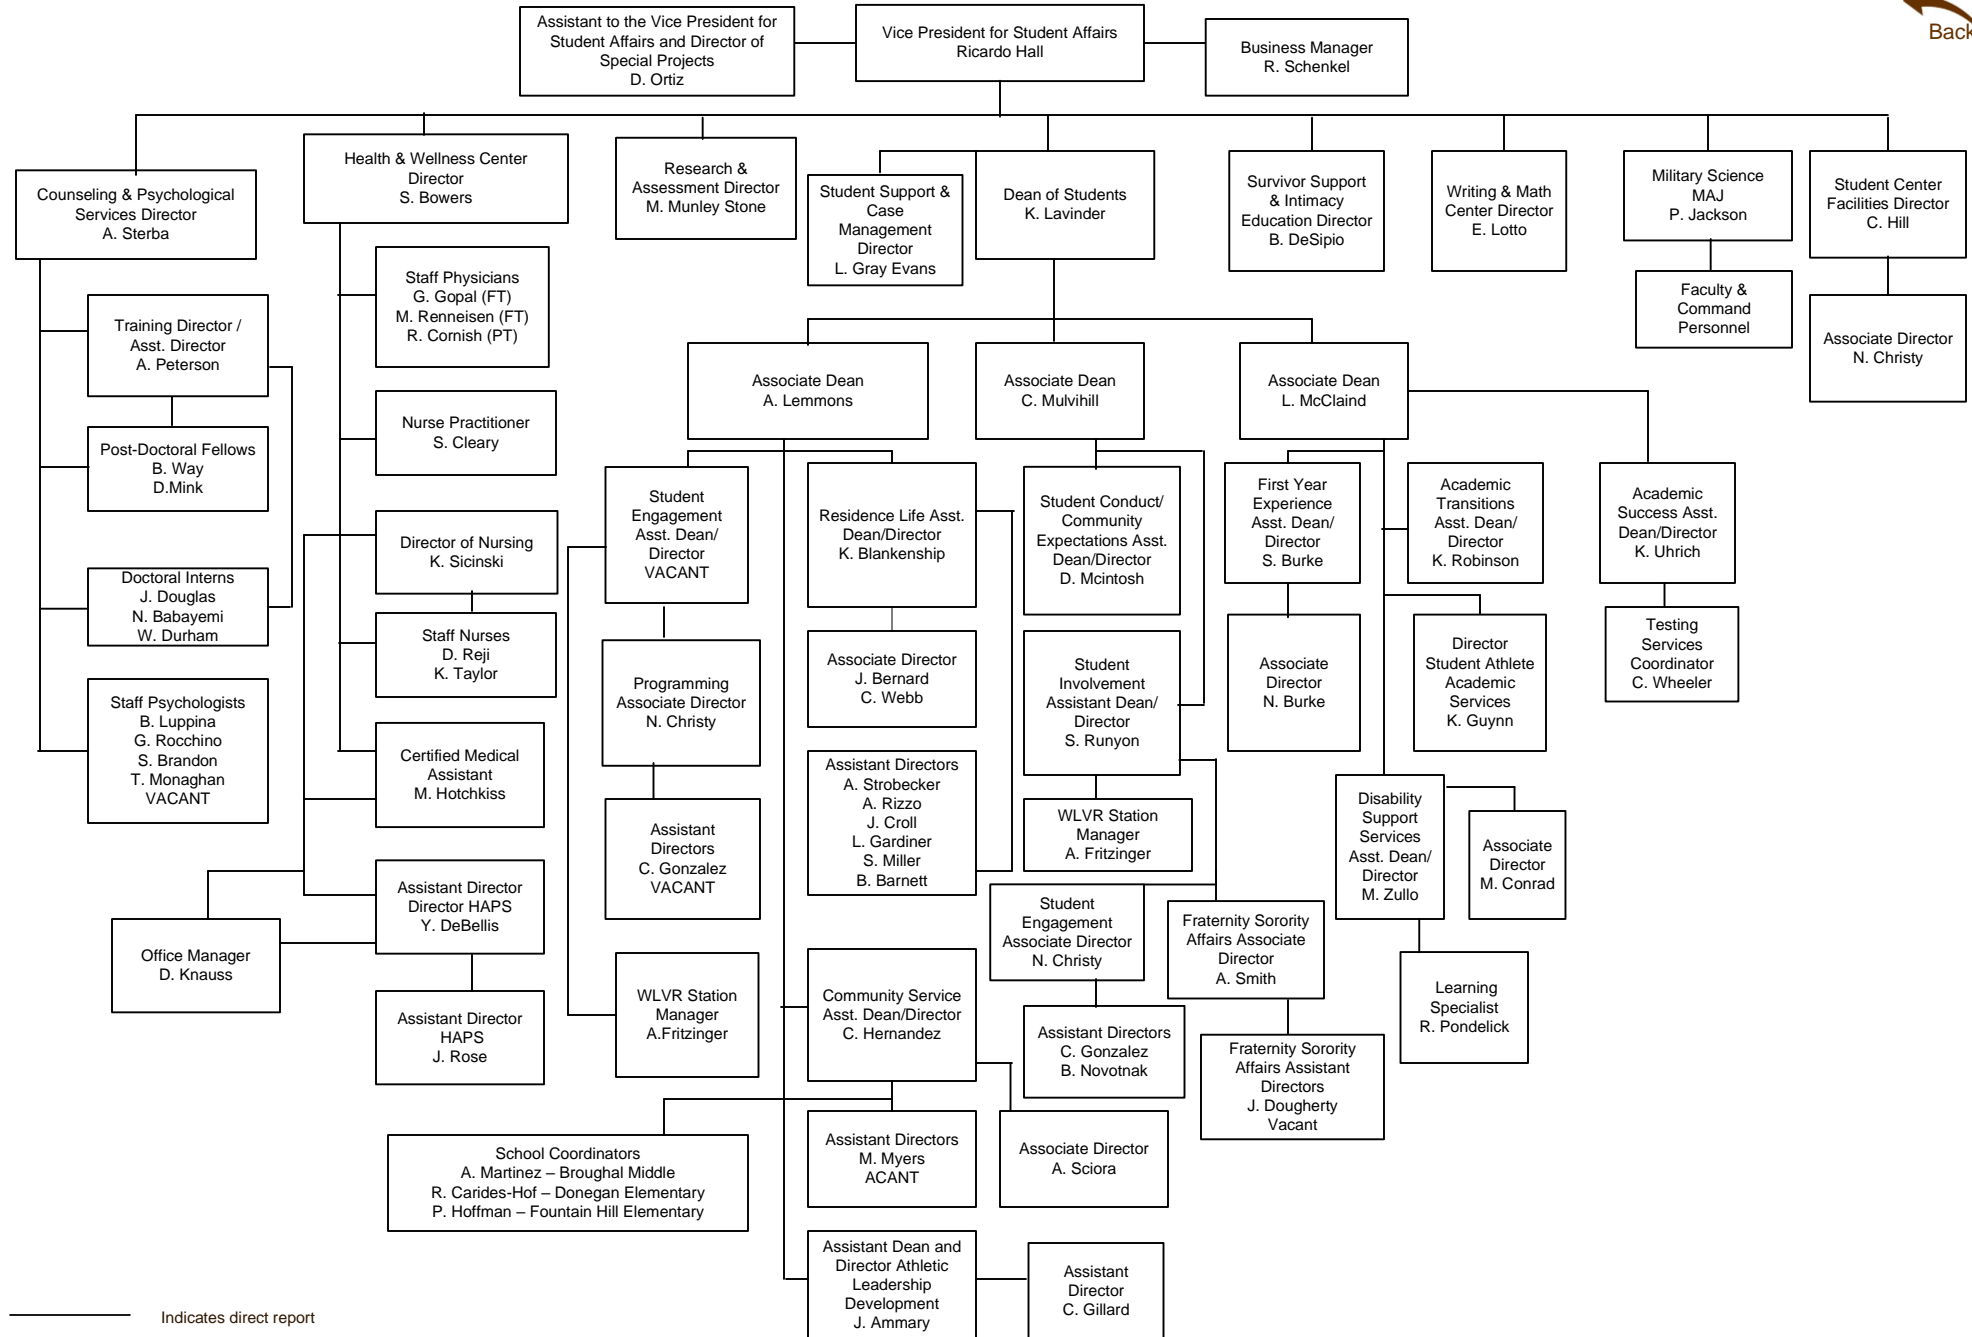 Back
Assistant to the Vice President for
Student Affairs and Director of
Special Projects
D. Ortiz
Vice President for Student Affairs
Ricardo Hall
Business Manager
R. Schenkel
Counseling & Psychological
Services Director
A. Sterba
Health & Wellness Center
Director
S. Bowers
Research &
Assessment Director
M. Munley Stone
Student Support &
Case
Management
Director
L. Gray Evans
Dean of Students
K. Lavinder
Survivor Support
& Intimacy
Education Director
B. DeSipio
Writing & Math
Center Director
E. Lotto
Military Science
MAJ
P. Jackson
Student Center
Facilities Director
C. Hill
Faculty &
Command
Personnel
Associate Director
N. Christy
Training Director /
Asst. Director
A. Peterson
Post-Doctoral Fellows
B. Way
D.Mink
Doctoral Interns
J. Douglas
N. Babayemi
W. Durham
Staff Psychologists
B. Luppina
G. Rocchino
S. Brandon
T. Monaghan
VACANT
Staff Physicians
G. Gopal (FT)
M. Renneisen (FT)
R. Cornish (PT)
Nurse Practitioner
S. Cleary
Director of Nursing
K. Sicinski
Staff Nurses
D. Reji
K. Taylor
Certified Medical
Assistant
M. Hotchkiss
Assistant Director
Director HAPS
Y. DeBellis
Office Manager
D. Knauss
Assistant Director
HAPS
J. Rose
Associate Dean
A. Lemmons
Associate Dean
C. Mulvihill
Associate Dean
L. McClaind
Student
Engagement
Asst. Dean/
Director
VACANT
Residence Life Asst.
Dean/Director
K. Blankenship
Student Conduct/
Community
Expectations Asst.
Dean/Director
D. Mcintosh
First Year
Experience
Asst. Dean/
Director
S. Burke
Academic
Transitions
Asst. Dean/
Director
K. Robinson
Academic
Success Asst.
Dean/Director
K. Uhrich
Programming
Associate Director
N. Christy
Associate Director
J. Bernard
C. Webb
Student
Involvement
Assistant Dean/
Director
S. Runyon
Associate
Director
N. Burke
Director
Student Athlete
Academic
Services
K. Guynn
Testing
Services
Coordinator
C. Wheeler
Assistant
Directors
C. Gonzalez
VACANT
Assistant Directors
A. Strobecker
A. Rizzo
J. Croll
L. Gardiner
S. Miller
B. Barnett
WLVR Station
Manager
A. Fritzinger
Disability
Support
Services
Asst. Dean/
Director
M. Zullo
Associate
Director
M. Conrad
Student
Engagement
Associate Director
N. Christy
Fraternity Sorority
Affairs Associate
Director
A. Smith
Learning
Specialist
R. Pondelick
WLVR Station
Manager
A.Fritzinger
Community Service
Asst. Dean/Director
C. Hernandez
Assistant Directors
C. Gonzalez
B. Novotnak
Fraternity Sorority
Affairs Assistant
Directors
J. Dougherty
Vacant
School Coordinators
A. Martinez – Broughal Middle
R. Carides-Hof – Donegan Elementary
P. Hoffman – Fountain Hill Elementary
Assistant Directors
M. Myers
ACANT
Associate Director
A. Sciora
Assistant Dean and
Director Athletic
Leadership
Development
J. Ammary
Assistant
Director
C. Gillard
Indicates direct report